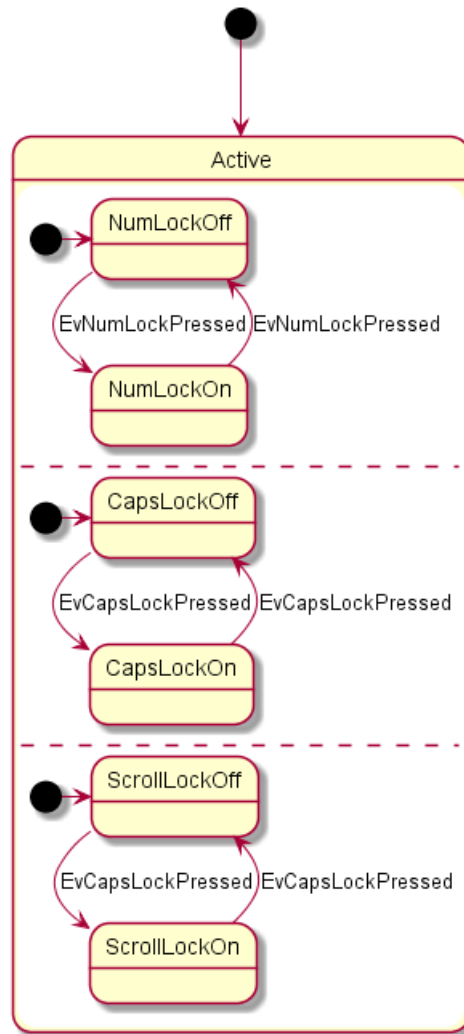 Active
NumLockOff
EvNumLockPressed EvNumLockPressed
NumLockOn
CapsLockOff
EvCapsLockPressed EvCapsLockPressed
CapsLockOn
ScrollLockOff
EvCapsLockPressed EvCapsLockPressed
ScrollLockOn